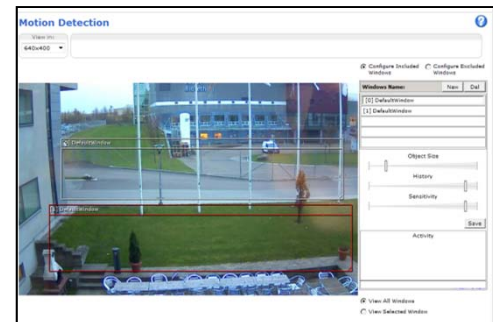 Motion Detection
View in:
640x400
Configure Included Windows
Configure Excluded Windows
Windows Name:
New
Del
[0] DefaultWindow
[1] DefaultWindow
DefaultWindow
DefaultWindow
Object Size
History
Sensitivity
Save
Activity
View All Windows
View Selected Window